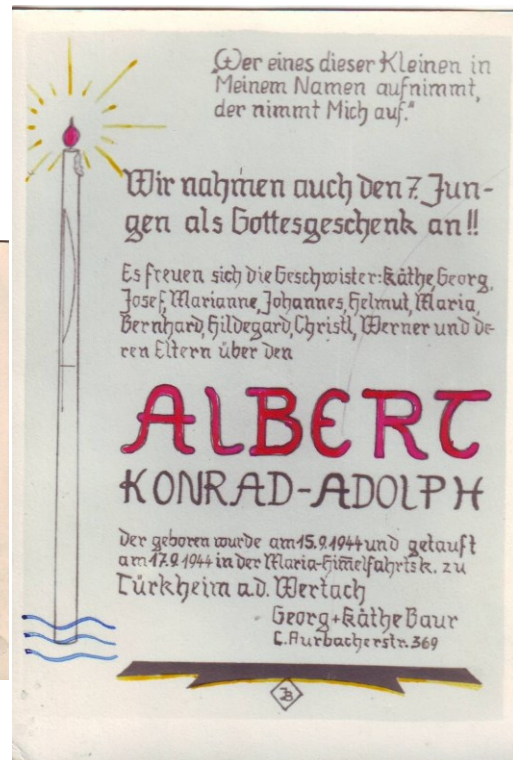 „Wer eines dieser Kleinen in
Meinem Namen aufnimmt,
der nimmt Mich auf."
Wir nahmen auch den 7. Jun-
gen als Gottesgeschenk an!!
Es freuen sich die Geschwister: Käthe, Georg,
Josef, Marianne, Johannes, Helmut, Maria,
Bernhard, Hildegard, Christl, Werner und de-
ren Eltern über den
ALBERT
KONRAD-ADOLPH
der geboren wurde am 15.9.1944 und getauft
am 17.9.1944 in der Maria-Him̄elfahrtsk. zu
Türkheim a.d. Wertach
Georg + Käthe Baur
L. Aurbacherstr. 369
JB